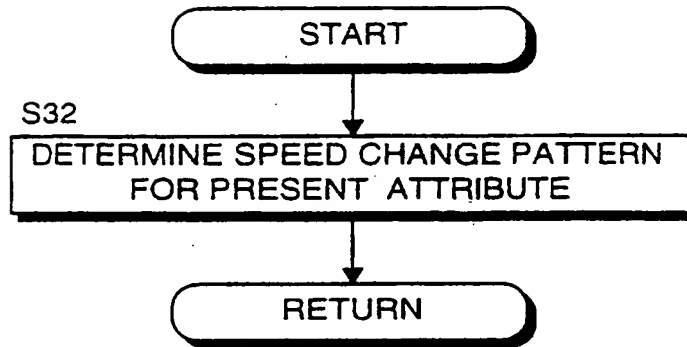 START
S32
DETERMINE SPEED CHANGE PATTERN
FOR PRESENT ATTRIBUTE
RETURN